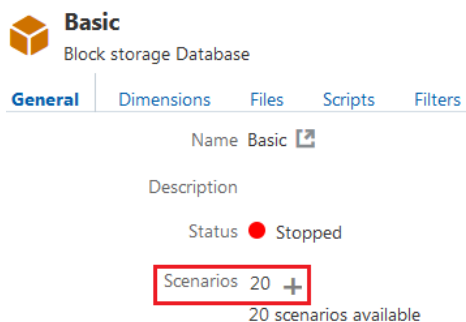 Basic
Block storage Database
General Dimensions Files Scripts Filters
Name Basic
Description
Status Stopped
Scenarios 20 +
20 scenarios available